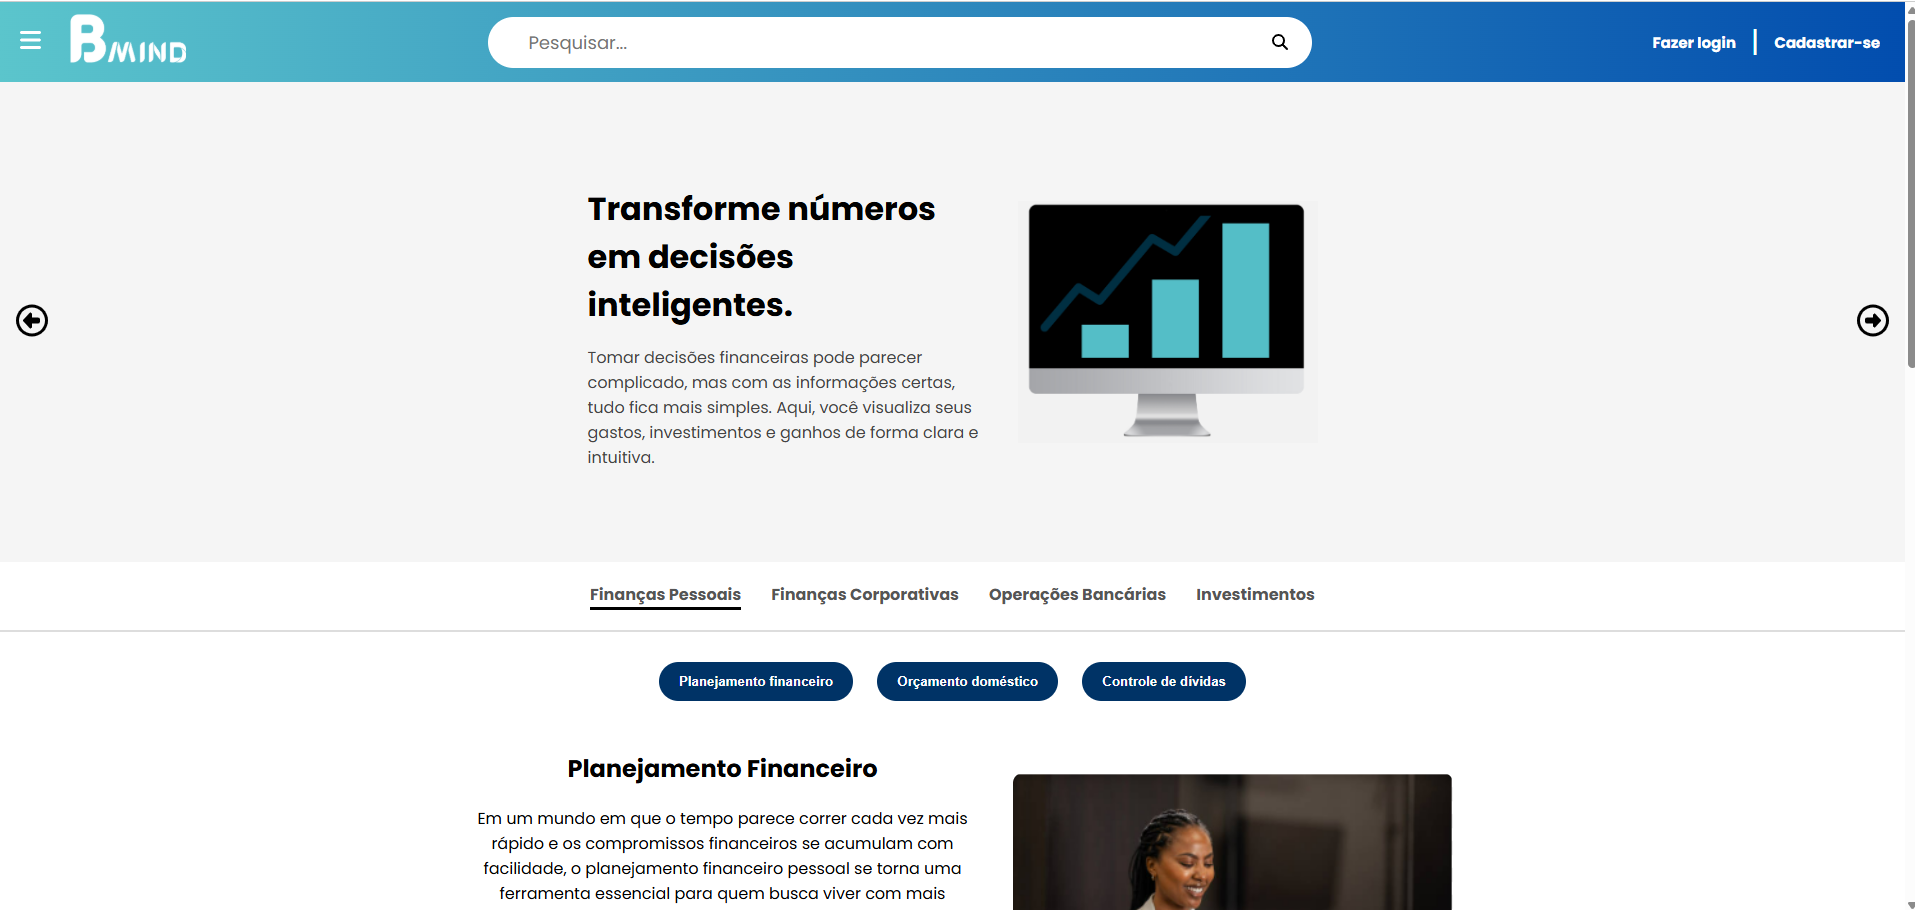 BMIND
Pesquisar...
Fazer login
Cadastrar-se
Transforme números
em decisões
inteligentes.
Tomar decisões financeiras pode parecer
complicado, mas com as informações certas,
tudo fica mais simples. Aqui, você visualiza seus
gastos, investimentos e ganhos de forma clara e
intuitiva.
Finanças Pessoais
Finanças Corporativas
Operações Bancárias
Investimentos
Planejamento financeiro
Orçamento doméstico
Controle de dívidas
Planejamento Financeiro
Em um mundo em que o tempo parece correr cada vez mais
rápido e os compromissos financeiros se acumulam com
facilidade, o planejamento financeiro pessoal se torna uma
ferramenta essencial para quem busca viver com mais